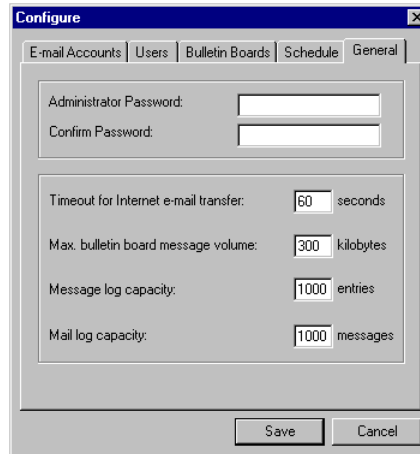 Configure
E-mail Accounts Users Bulletin Boards Schedule General
Administrator Password:
Confirm Password:
Timeout for Internet e-mail transfer: 60 seconds
Max. bulletin board message volume: 300 kilobytes
Message log capacity: 1000 entries
Mail log capacity: 1000 messages
Save Cancel